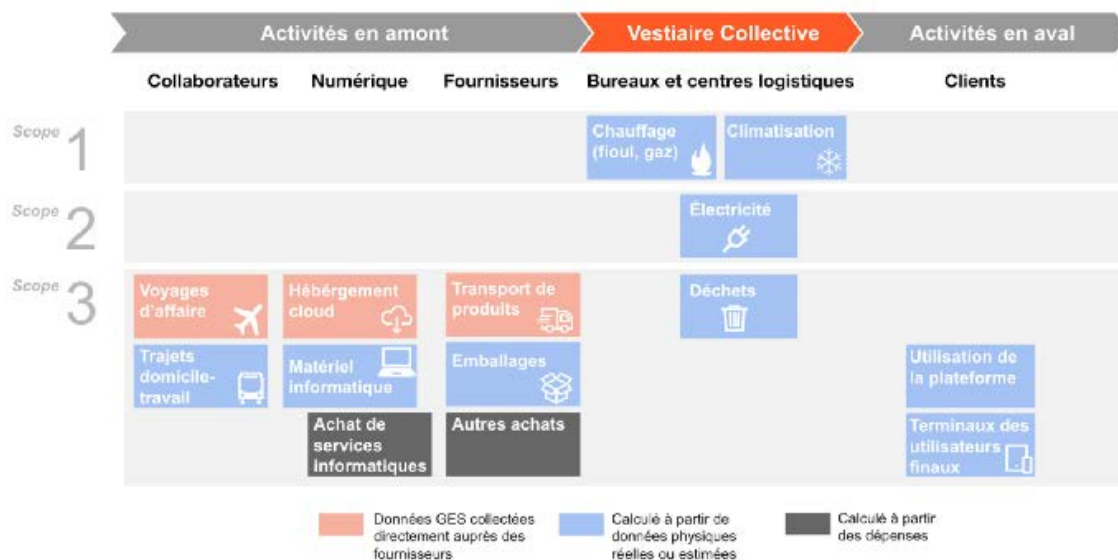 Activités en amont
Vestiaire Collective
Activités en aval
Collaborateurs
Numérique
Fournisseurs
Bureaux et centres logistiques
Clients
Scope 1
Chauffage
(fioul, gaz)
Climatisation
Scope 2
Électricité
Scope 3
Voyages
d'affaire
Hébérgement
cloud
Transport de
produits
Déchets
Trajets
domicile-
travail
Matériel
informatique
Emballages
Utilisation de
la plateforme
Achat de
services
informatiques
Autres achats
Terminaux des
utilisateurs
finaux
Données GES collectées
directement auprès des
fournisseurs
Calculé à partir de
données physiques
réelles ou estimées
Calculé à partir
des dépenses